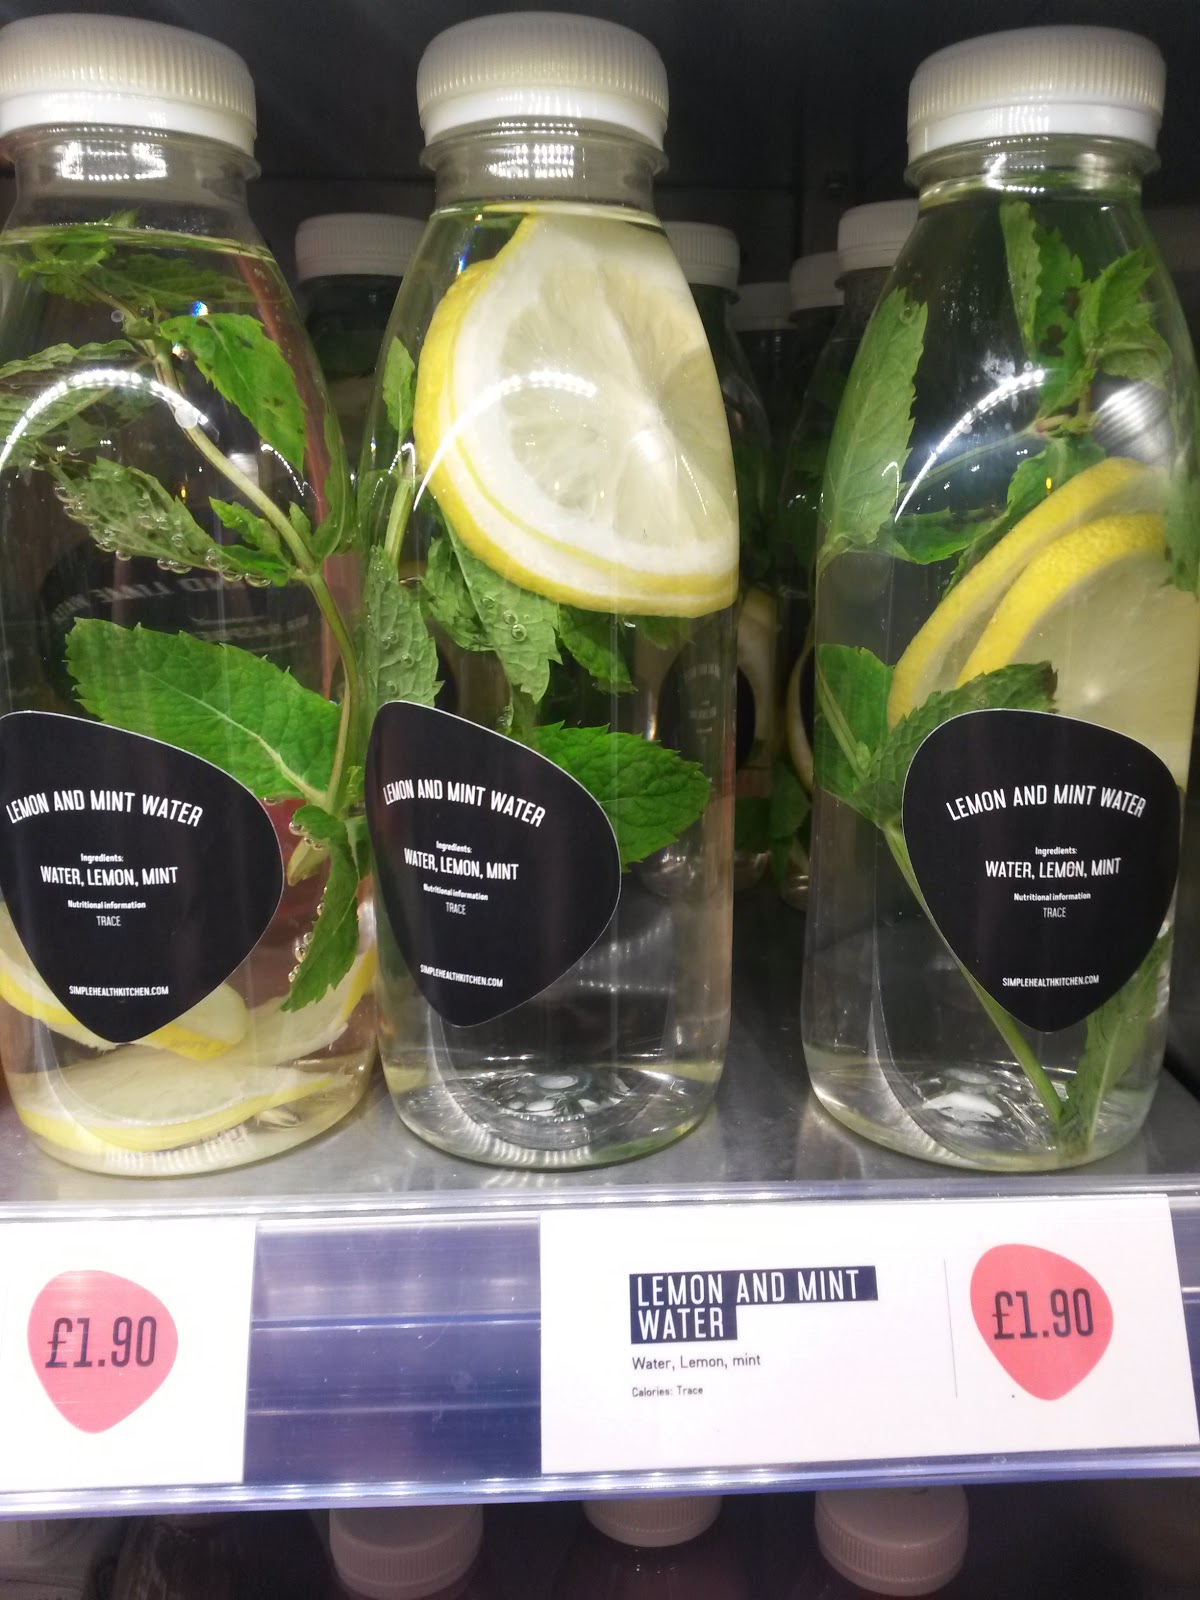 LEMON AND MINT WATER
Ingredients:
WATER, LEMON, MINT
Nutritional information
TRACE
SIMPLEHEALTHKITCHEN.COM
LEMON AND MINT WATER
Ingredients:
WATER, LEMON, MINT
Nutritional information
TRACE
SIMPLEHEALTHKITCHEN.COM
LEMON AND MINT WATER
Ingredients:
WATER, LEMON, MINT
Nutritional information
TRACE
SIMPLEHEALTHKITCHEN.COM
£1.90
LEMON AND MINT
WATER
Water, Lemon, mint
Calories: Trace
£1.90